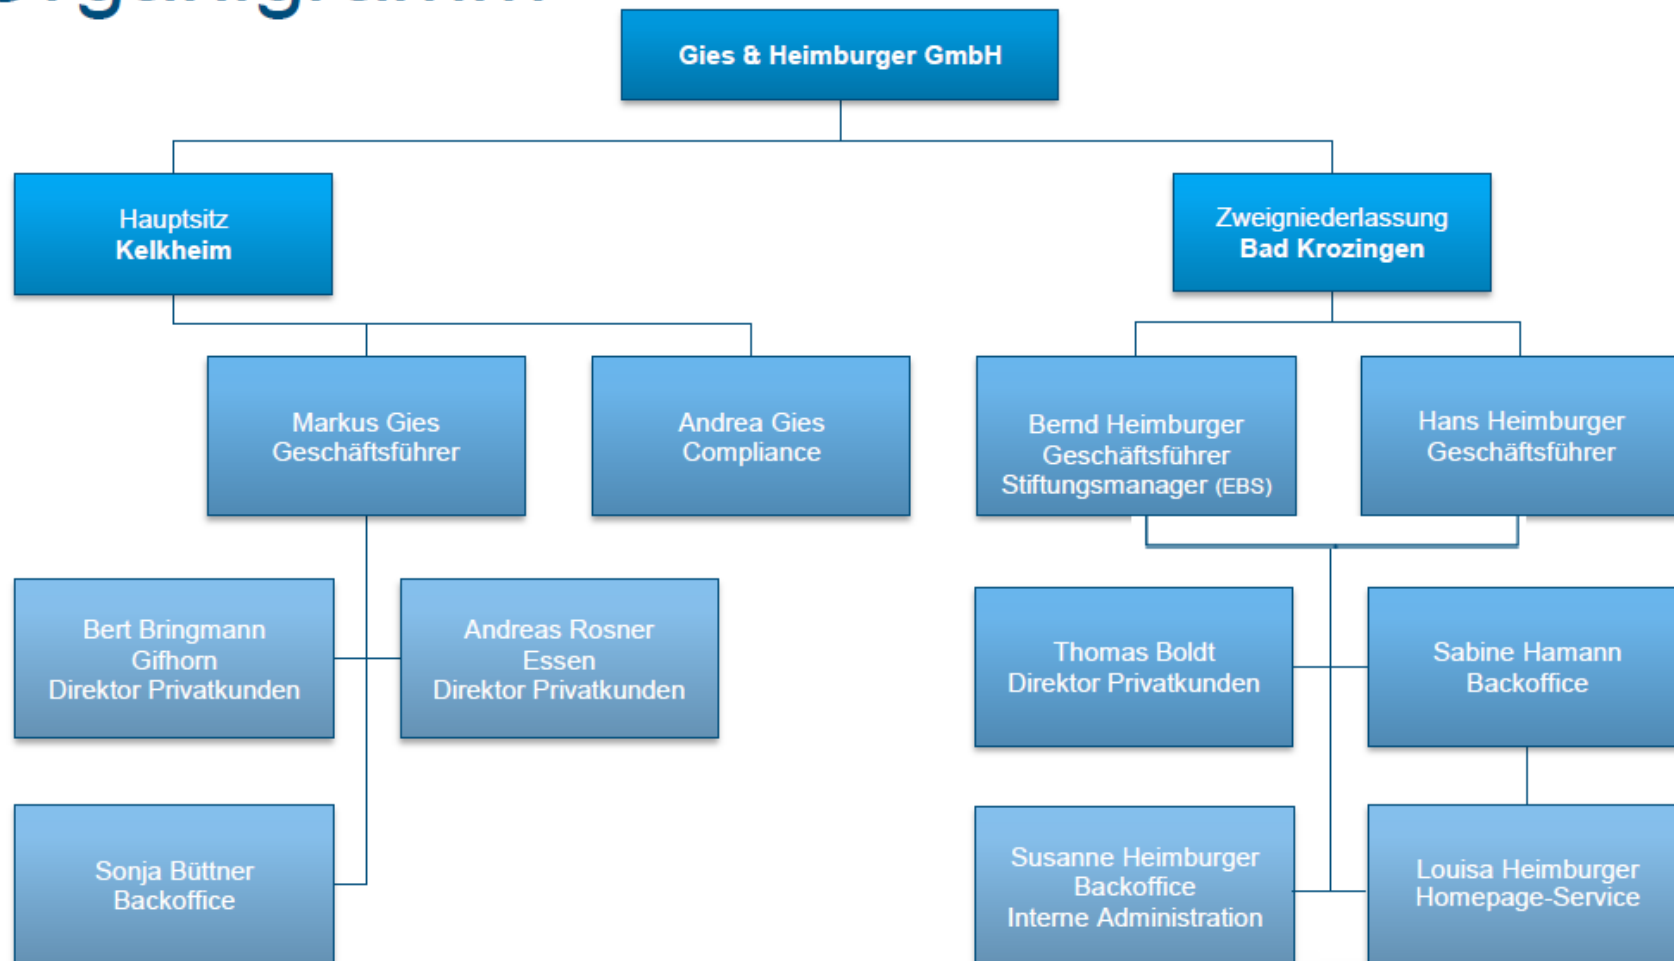 Gies & Heimburger GmbH
Hauptsitz
Kelkheim
Zweigniederlassung
Bad Krozingen
Markus Gies
Geschäftsführer
Andrea Gies
Compliance
Bernd Heimburger
Geschäftsführer
Stiftungsmanager (EBS)
Hans Heimburger
Geschäftsführer
Bert Bringmann
Gifhorn
Direktor Privatkunden
Andreas Rosner
Essen
Direktor Privatkunden
Thomas Boldt
Direktor Privatkunden
Sabine Hamann
Backoffice
Sonja Büttner
Backoffice
Susanne Heimburger
Backoffice
Interne Administration
Louisa Heimburger
Homepage-Service